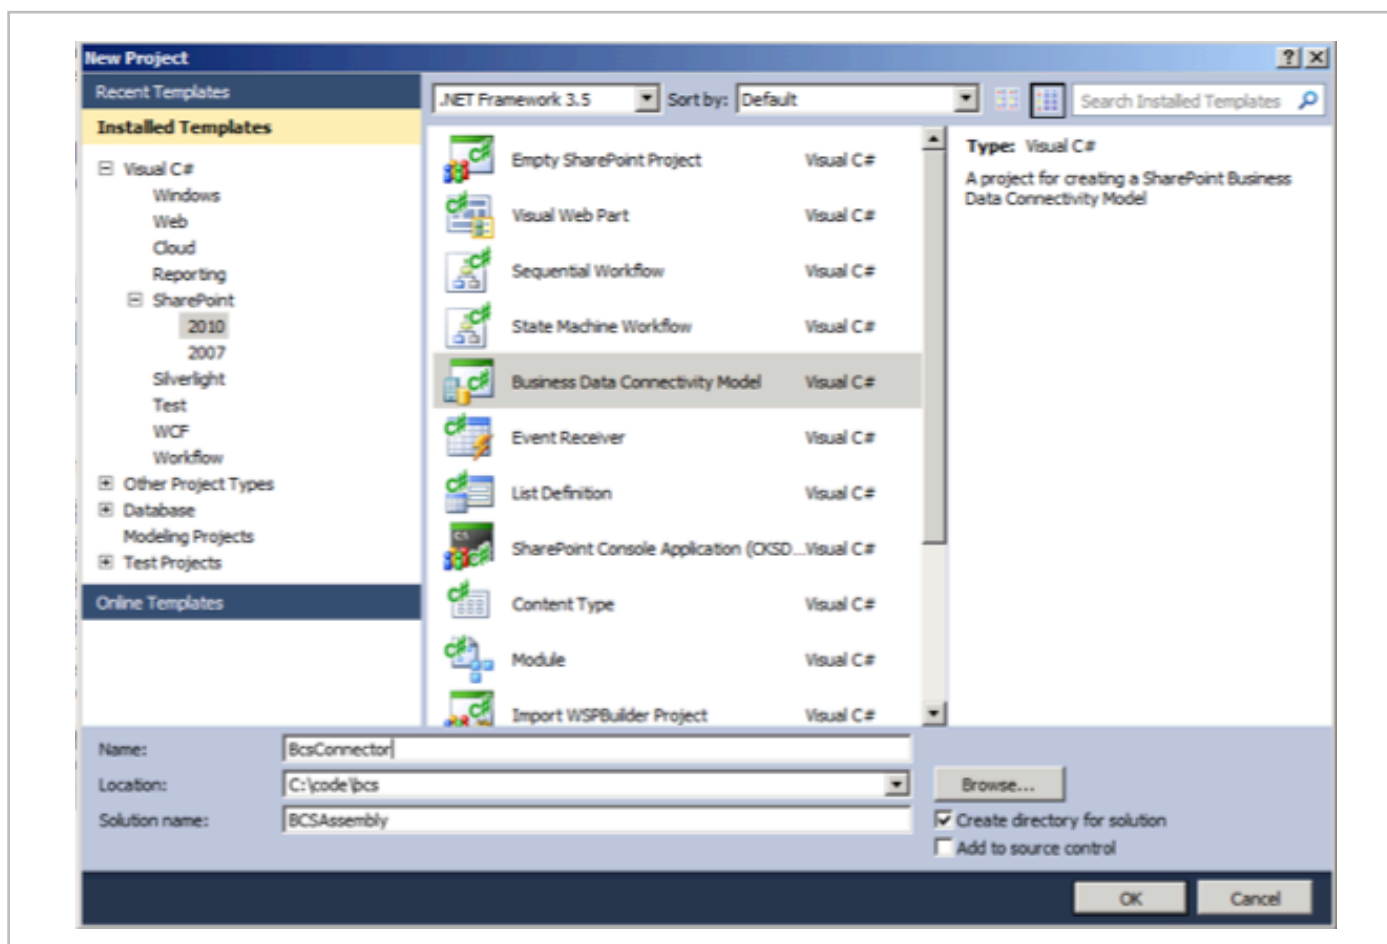 New Project
Recent Templates
Installed Templates
Visual C#
Windows
Web
Cloud
Reporting
SharePoint
2010
2007
Silverlight
Test
WCF
Workflow
Other Project Types
Database
Modeling Projects
Test Projects
Online Templates
.NET Framework 3.5 Sort by: Default Search Installed Templates
Empty SharePoint Project Visual C#
Visual Web Part Visual C#
Sequential Workflow Visual C#
State Machine Workflow Visual C#
Business Data Connectivity Model Visual C#
Event Receiver Visual C#
List Definition Visual C#
SharePoint Console Application (CKSD... Visual C#
Content Type Visual C#
Module Visual C#
Import WSPBuilder Project Visual C#
Type: Visual C#
A project for creating a SharePoint Business
Data Connectivity Model
Name: BcsConnector
Location: C:\code\bcs Browse...
Solution name: BCSAssembly
Create directory for solution
Add to source control
OK Cancel